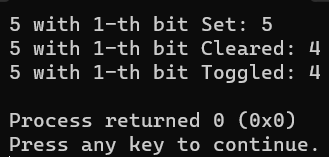 5 with 1-th bit Set: 5
5 with 1-th bit Cleared: 4
5 with 1-th bit Toggled: 4
Process returned 0 (0x0)
Press any key to continue.